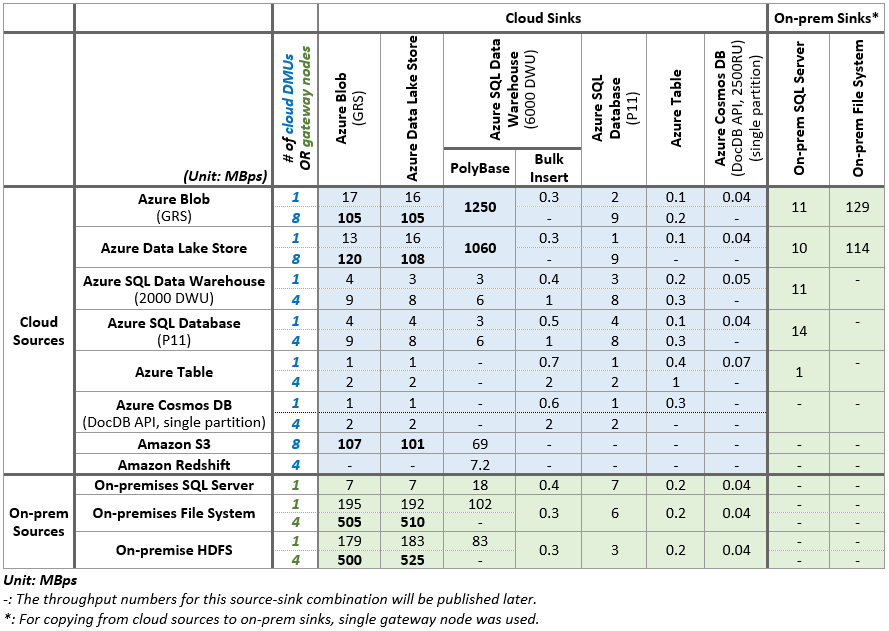 Cloud Sinks On-prem Sinks*
(Unit: MBps) # of cloud DMUs OR gateway nodes Azure Blob (GRS) Azure Data Lake Store Azure SQL Data Warehouse (6000 DWU) Azure SQL Database (P11) Azure Table Azure Cosmos DB (DocDB API, 2500RU) (single partition) On-prem SQL Server On-prem File System
PolyBase Bulk Insert
Cloud Sources
Azure Blob (GRS) 1 17 16 1250 0.3 2 0.1 0.04 11 129
8 105 105 - 9 0.2 -
Azure Data Lake Store 1 13 16 1060 0.3 1 0.1 0.04 10 114
8 120 108 - 9 - -
Azure SQL Data Warehouse (2000 DWU) 1 4 3 3 0.4 3 0.2 0.05 11 -
4 9 8 6 1 8 0.3 -
Azure SQL Database (P11) 1 4 4 3 0.5 4 0.1 0.04 14 -
4 9 8 6 1 8 0.3 -
Azure Table 1 1 1 - 0.7 1 0.4 0.07 1 -
4 2 2 - 2 2 1 -
Azure Cosmos DB (DocDB API, single partition) 1 1 1 - 0.6 1 0.3 - -
4 2 2 - 2 2 -
Amazon S3 8 107 101 69 - - - - - -
Amazon Redshift 4 - - 7.2 - - - - - -
On-prem Sources
On-premises SQL Server 1 7 7 18 0.4 7 0.2 0.04 - -
On-premises File System 1 195 192 102 0.3 6 0.2 0.04 - -
4 505 510 -
On-premise HDFS 1 179 183 83 0.3 3 0.2 0.04 - -
4 500 525 -
Unit: MBps
-: The throughput numbers for this source-sink combination will be published later.
*: For copying from cloud sources to on-prem sinks, single gateway node was used.